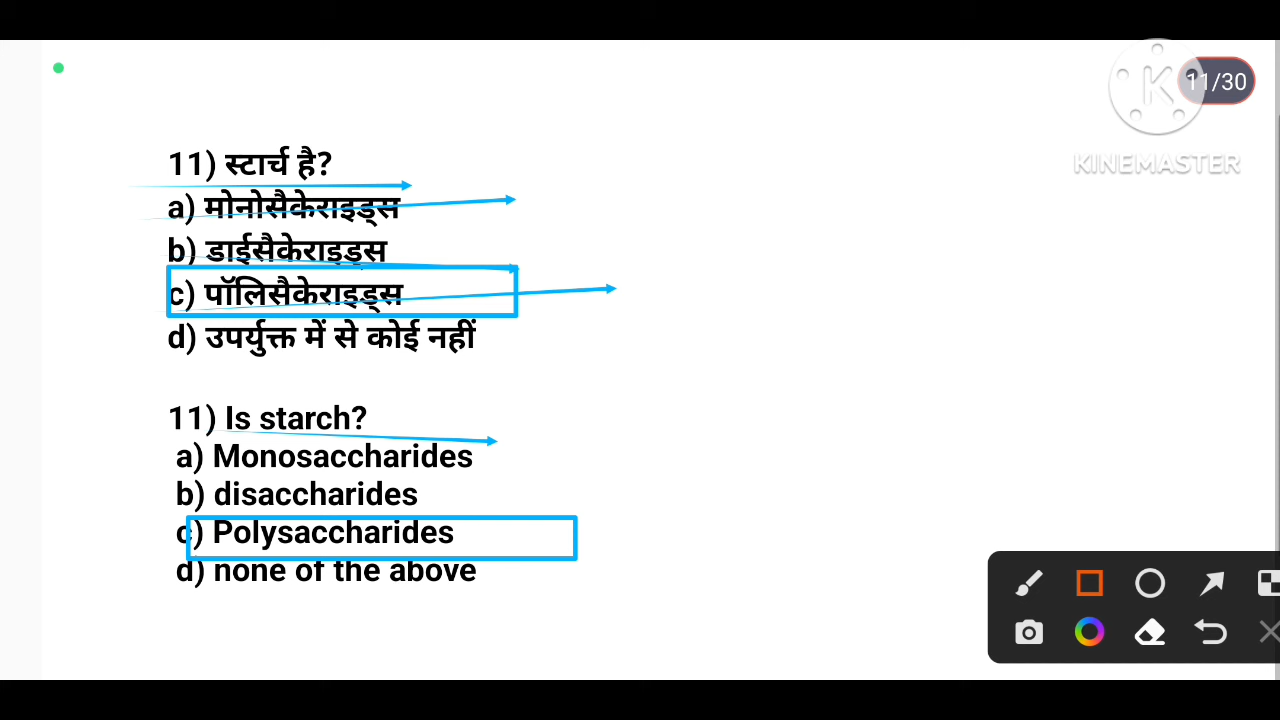 11/30
KINEMASTER
11) स्टार्च है?
a) मोनोसैकेराइड्स
b) डाईसैकेराइड्स
c) पॉलिसैकेराइड्स
d) उपर्युक्त में से कोई नहीं
11) Is starch?
a) Monosaccharides
b) disaccharides
c) Polysaccharides
d) none of the above